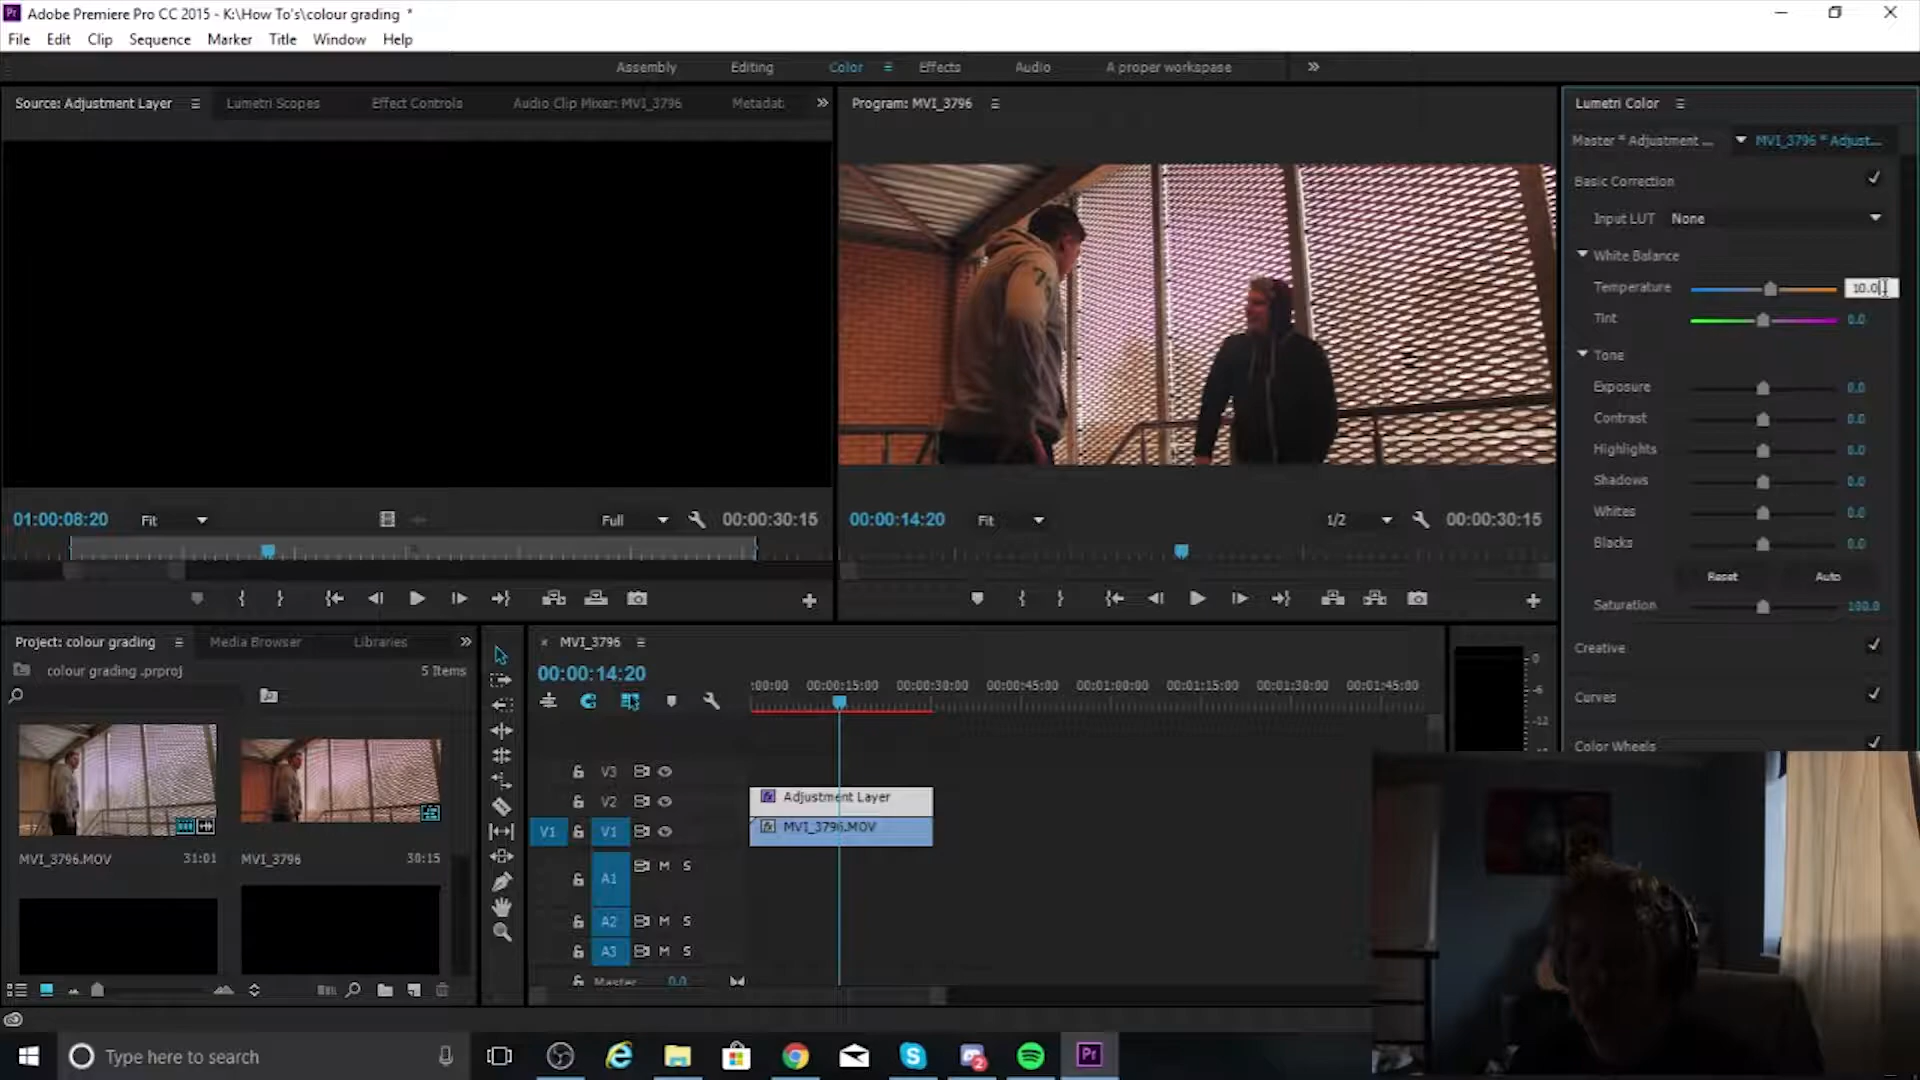 Pr Adobe Premiere Pro CC 2015 - K:\How To's\colour grading *
File Edit Clip Sequence Marker Title Window Help
Assembly Editing Color Effects Audio A proper workspace
Source: Adjustment Layer Lumetri Scopes Effect Controls Audio Clip Mixer: MVI_3796 Metadat
Program: MVI_3796
Lumetri Color
Master * Adjustment ... MVI_3796 * Adjust...
Basic Correction
Input LUT None
White Balance
Temperature 10.0
Tint 0.0
Tone
Exposure 0.0
Contrast 0.0
Highlights 0.0
Shadows 0.0
Whites 0.0
Blacks 0.0
Reset Auto
Saturation 100.0
Creative
Curves
Color Wheels
01:00:08:20 Fit Full 00:00:30:15
00:00:14:20 Fit 1/2 00:00:30:15
Project: colour grading Media Browser Libraries
colour grading .prproj 5 Items
MVI_3796.MOV 31:01 MVI_3796 30:15
× MVI_3796
00:00:14:20
:00:00 00:00:15:00 00:00:30:00 00:00:45:00 00:01:00:00 00:01:15:00 00:01:30:00 00:01:45:00
V3
V2 Adjustment Layer
V1 V1 MVI_3796.MOV
A1 M S
A2 M S
A3 M S
Master 0.0
0
-6
-12
Type here to search
2
Pr